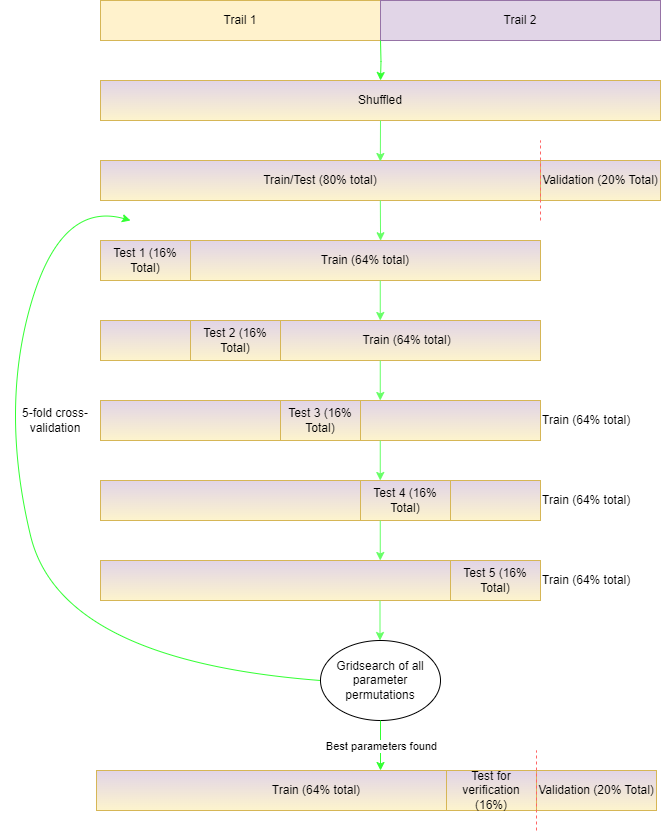 Trail 1
Trail 2
Shuffled
Train/Test (80% total)
Validation (20% Total)
Test 1 (16%
Total)
Train (64% total)
Test 2 (16%
Total)
Train (64% total)
5-fold cross-
validation
Test 3 (16%
Total)
Train (64% total)
Test 4 (16%
Total)
Train (64% total)
Test 5 (16%
Total)
Train (64% total)
Gridsearch of all
parameter
permutations
Best parameters found
Train (64% total)
Test for
verification
(16%)
Validation (20% Total)